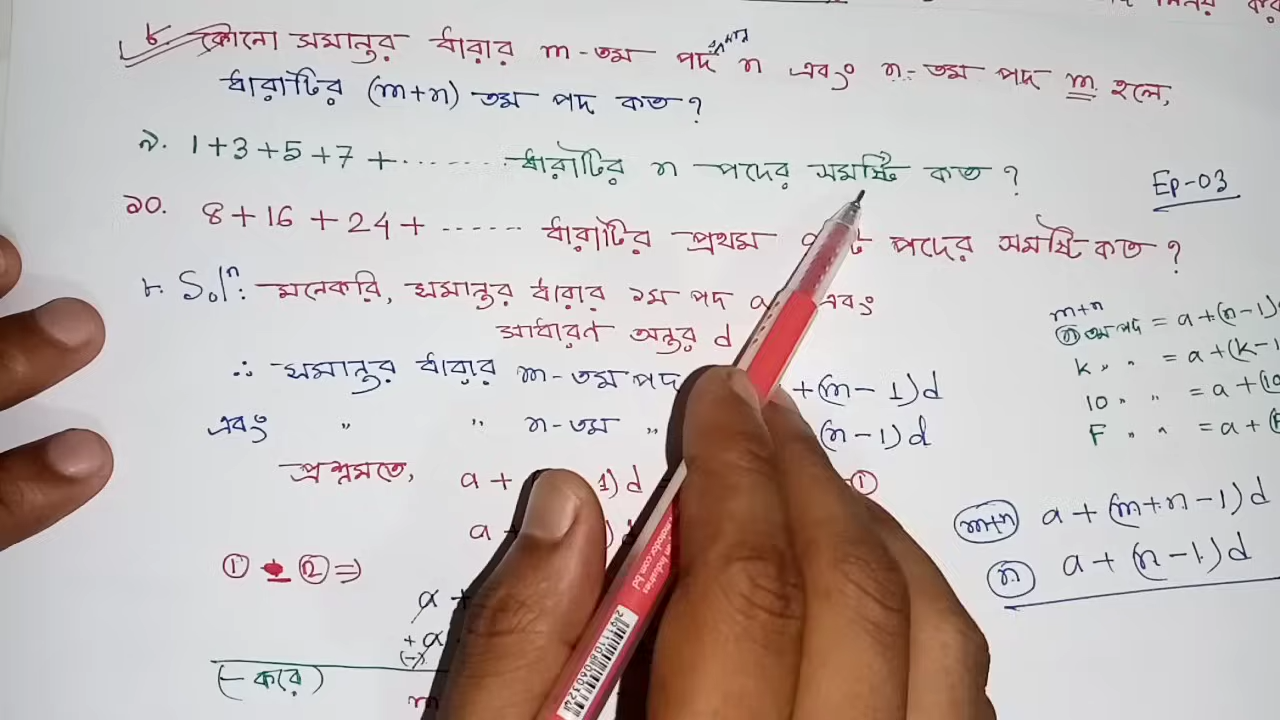 ৮. কোনো সমান্তর ধারার m-তম পদ n এবং n-তম পদ m হলে,
ধারাটির (m+n) তম পদ কত?
৯. 1+3+5+7+....... ধারাটির n পদের সমষ্টি কত?
Ep-03
১০. 8+16+24+...... ধারাটির প্রথম পদের সমষ্টি কত?
৮. Solⁿ: মনেকরি, সমান্তর ধারার ১ম পদ a এবং
সাধারণ অন্তর d
∴ সমান্তর ধারার m-তম পদ +(m-1)d
এবং " " n-তম " (n-1)d
প্রশ্নমতে, a + 1)d ①
a
① - ② ⇒
a +
+ a
(-)
(- করে)
m
m+n
ⓝ তম পদ = a+(n-1)
K " " = a+(K-1
10 " " = a+(10
F " " = a+(
(m+n) a+(m+n-1)d
ⓝ a+(n-1)d